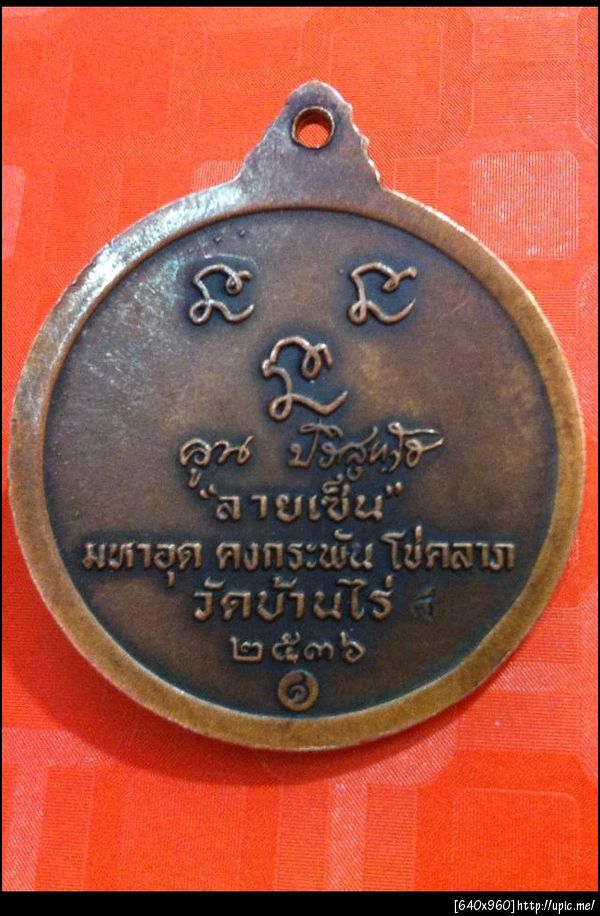 คูณ ปริสุทฺโธ
"ลายเซ็น"
มหาอุด คงกระพัน โชคลาภ
วัดบ้านไร่
๒๕๓๖
๑
[640x960]http://upic.me/